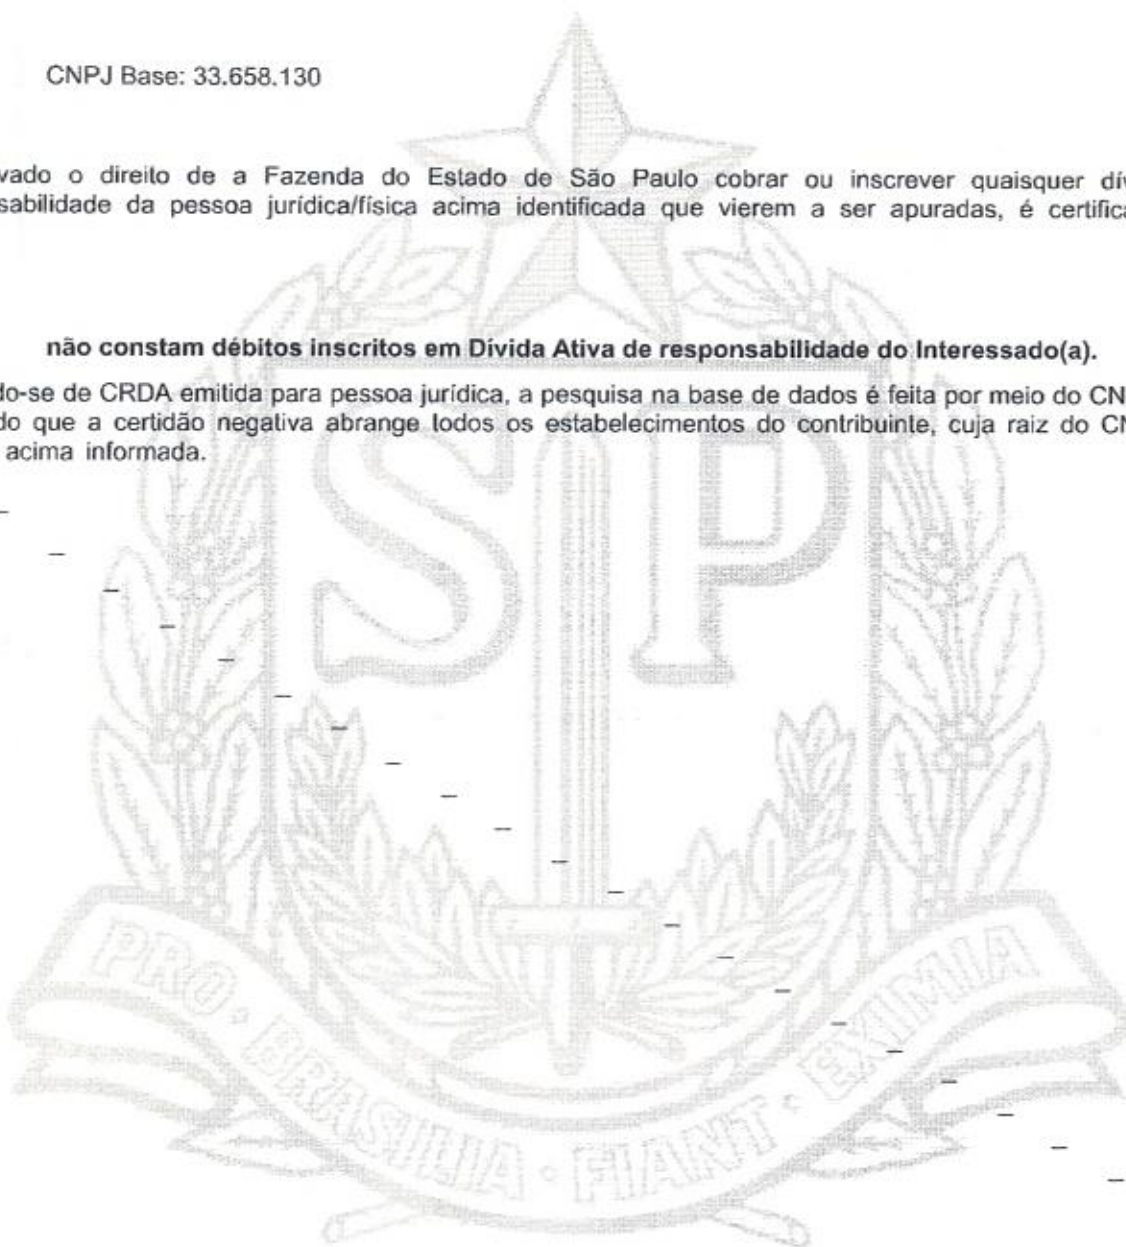 CNPJ Base: 33.658.130
vado o direito de a Fazenda do Estado de São Paulo cobrar ou inscrever quaisquer dív
sabilidade da pessoa jurídica/física acima identificada que vierem a ser apuradas, é certifica
não constam débitos inscritos em Dívida Ativa de responsabilidade do Interessado(a).
do-se de CRDA emitida para pessoa jurídica, a pesquisa na base de dados é feita por meio do CN
do que a certidão negativa abrange todos os estabelecimentos do contribuinte, cuja raiz do CN
acima informada.
SP
PRO · BRASILIA · FIANT · EXIMIA